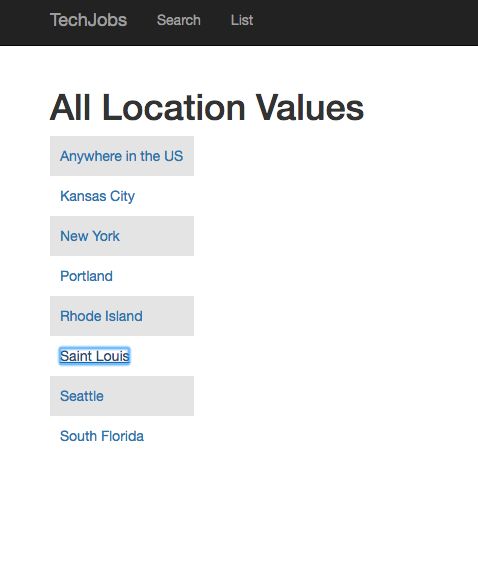 TechJobs Search List
All Location Values
Anywhere in the US
Kansas City
New York
Portland
Rhode Island
Saint Louis
Seattle
South Florida